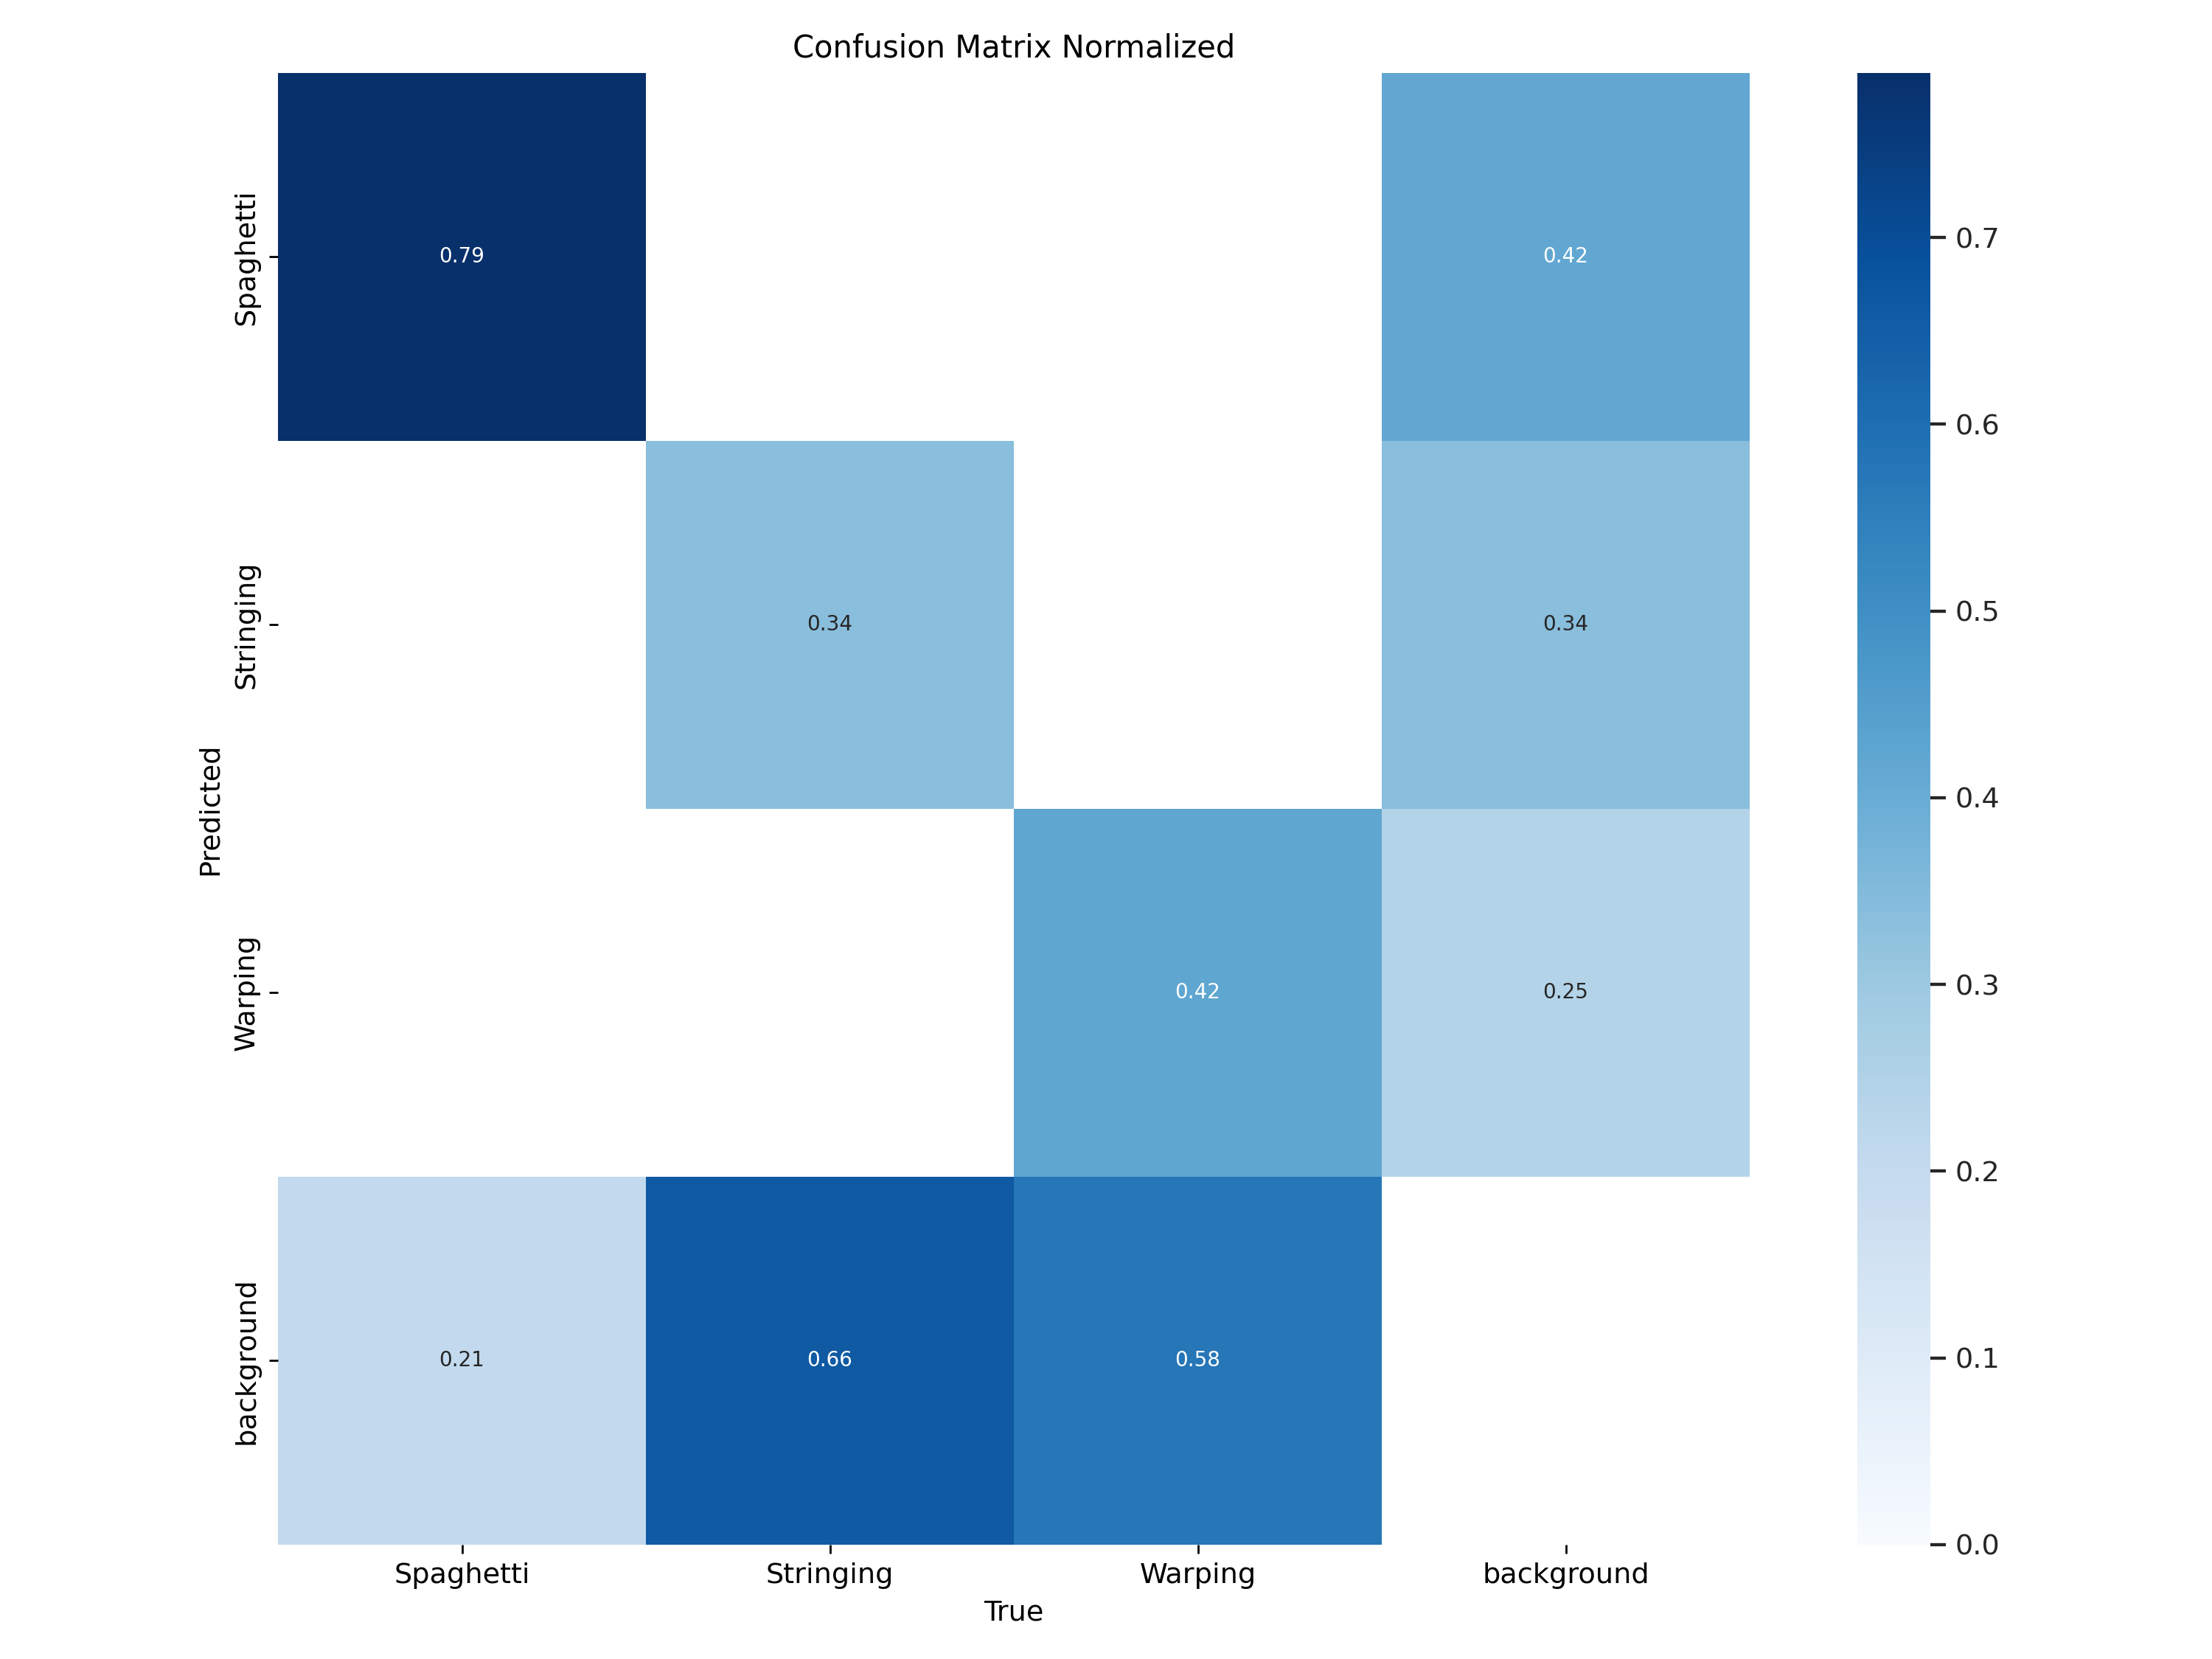 Confusion Matrix Normalized
Spaghetti
0.79
0.42
0.7
0.6
Stringing
0.34
0.34
0.5
0.4
Predicted
Warping
0.42
0.25
0.3
0.2
background
0.21
0.66
0.58
0.1
0.0
Spaghetti
Stringing
Warping
background
True